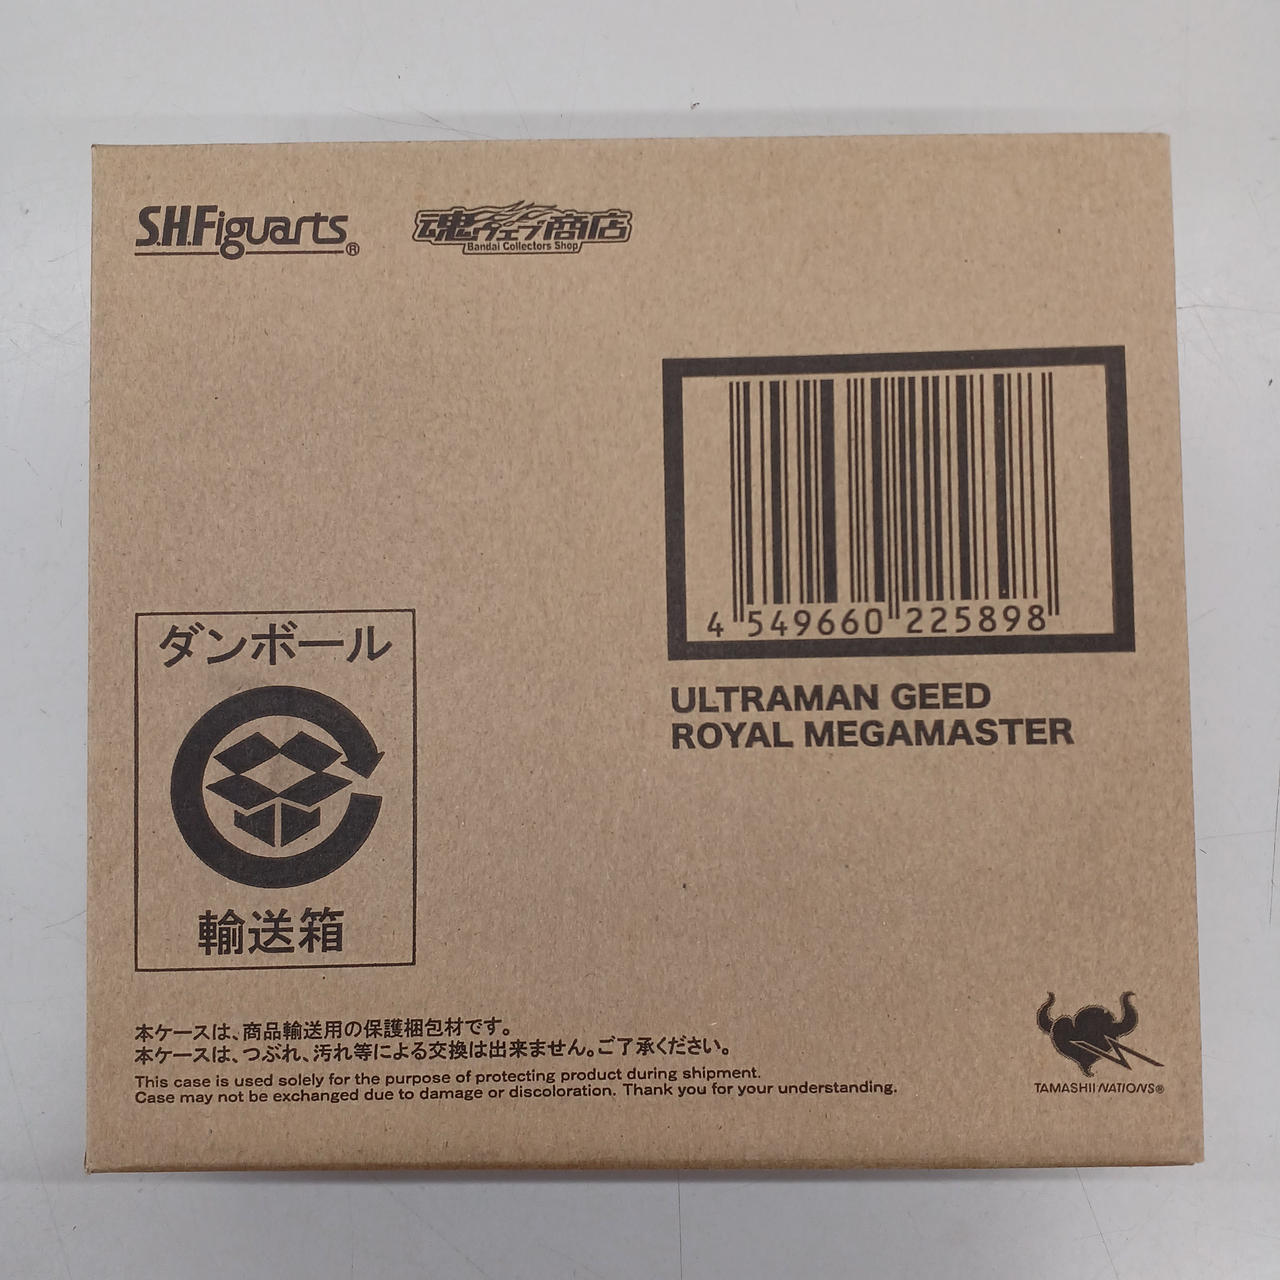 S.H.Figuarts®
魂ウェブ商店
Bandai Collectors Shop
4 549660 225898
ULTRAMAN GEED
ROYAL MEGAMASTER
ダンボール
輸送箱
本ケースは、商品輸送用の保護梱包材です。
本ケースは、つぶれ、汚れ等による交換は出来ません。ご了承ください。
This case is used solely for the purpose of protecting product during shipment.
Case may not be exchanged due to damage or discoloration. Thank you for your understanding.
TAMASHII NATIONS®